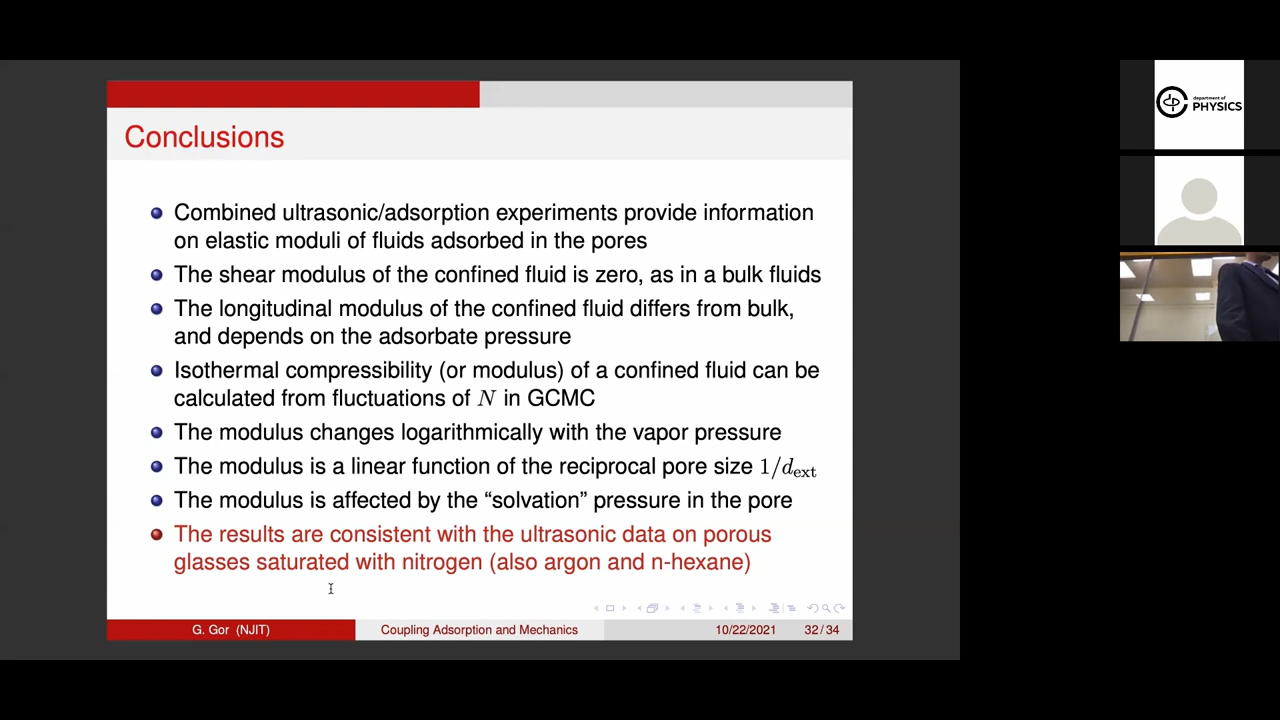 Conclusions
Combined ultrasonic/adsorption experiments provide information
on elastic moduli of fluids adsorbed in the pores
The shear modulus of the confined fluid is zero, as in a bulk fluids
The longitudinal modulus of the confined fluid differs from bulk,
and depends on the adsorbate pressure
Isothermal compressibility (or modulus) of a confined fluid can be
calculated from fluctuations of N in GCMC
The modulus changes logarithmically with the vapor pressure
The modulus is a linear function of the reciprocal pore size 1/d_ext
The modulus is affected by the “solvation” pressure in the pore
The results are consistent with the ultrasonic data on porous
glasses saturated with nitrogen (also argon and n-hexane)
G. Gor (NJIT) Coupling Adsorption and Mechanics 10/22/2021 32/34
department of
PHYSICS